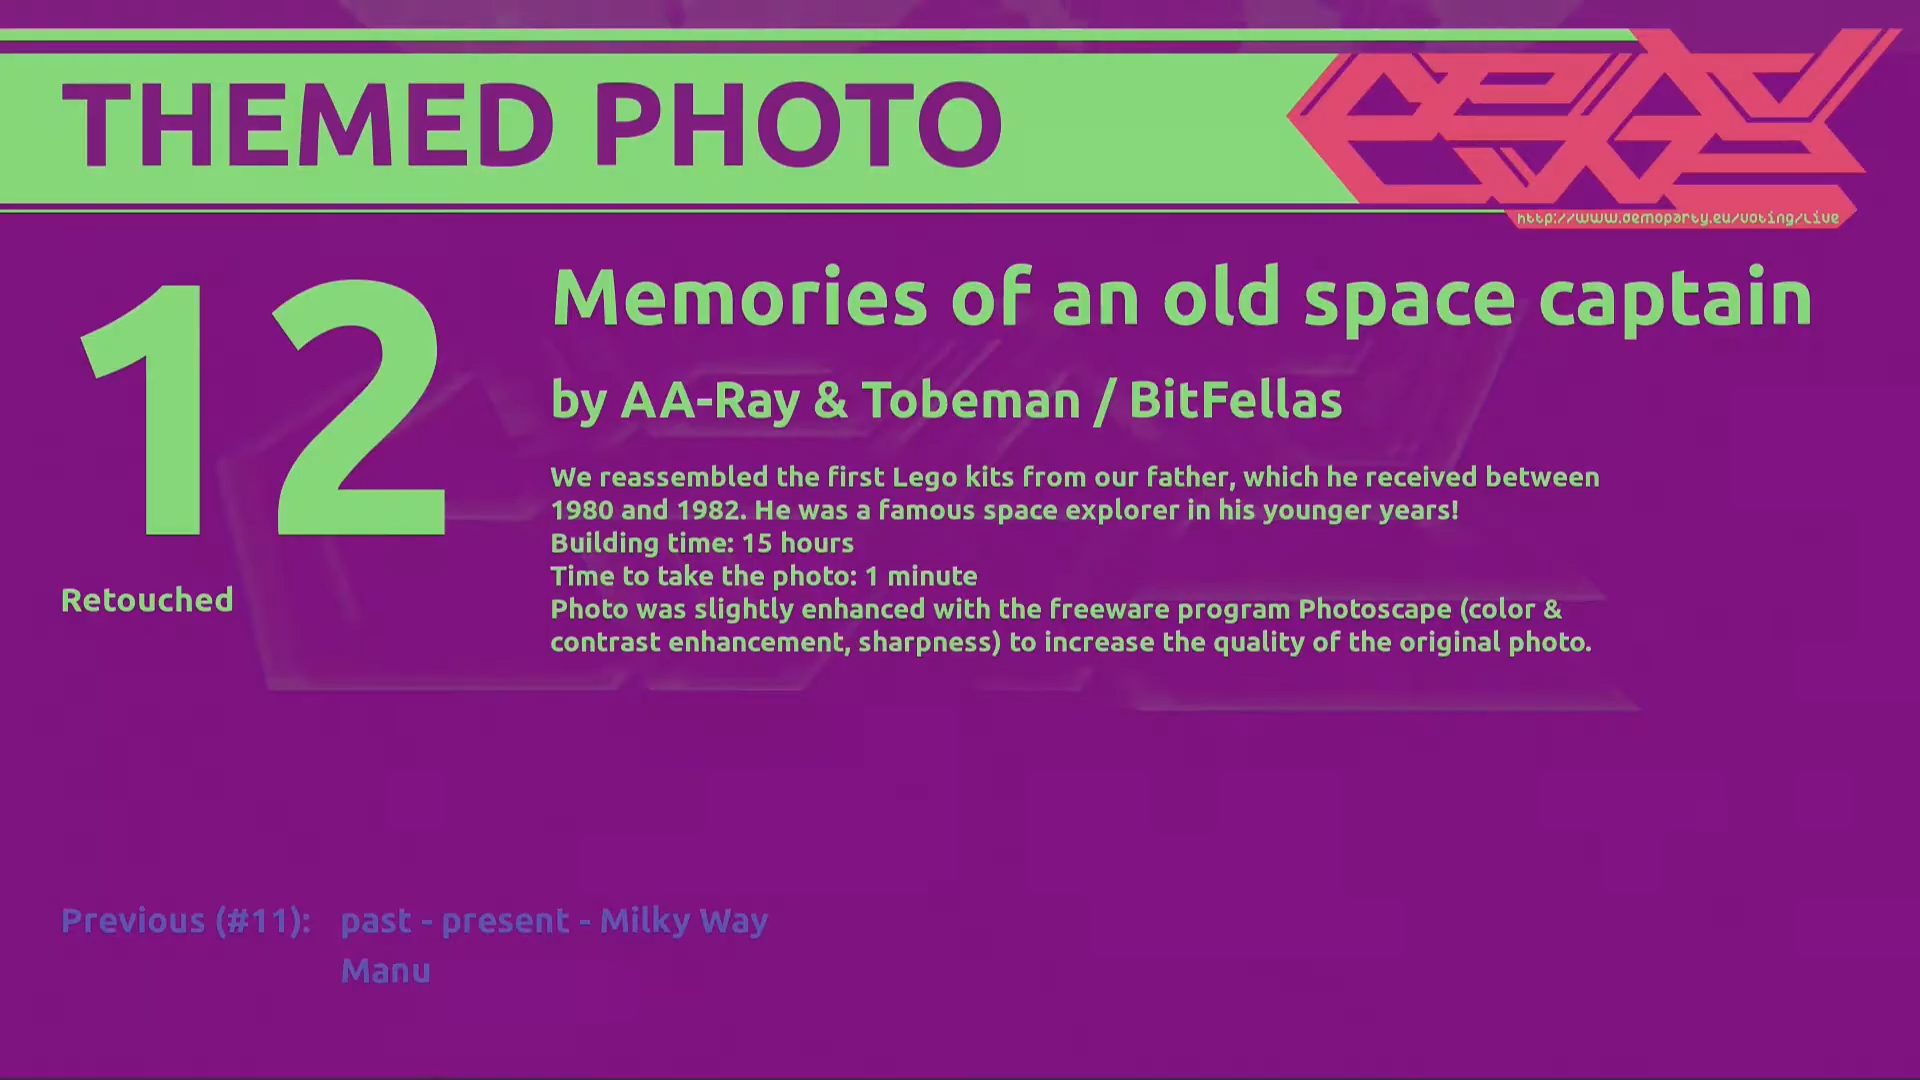 THEMED PHOTO
http://www.demoparty.eu/voting/live
12
Memories of an old space captain
by AA-Ray & Tobeman / BitFellas
We reassembled the first Lego kits from our father, which he received between
1980 and 1982. He was a famous space explorer in his younger years!
Building time: 15 hours
Time to take the photo: 1 minute
Photo was slightly enhanced with the freeware program Photoscape (color &
contrast enhancement, sharpness) to increase the quality of the original photo.
Retouched
Previous (#11): past - present - Milky Way
Manu